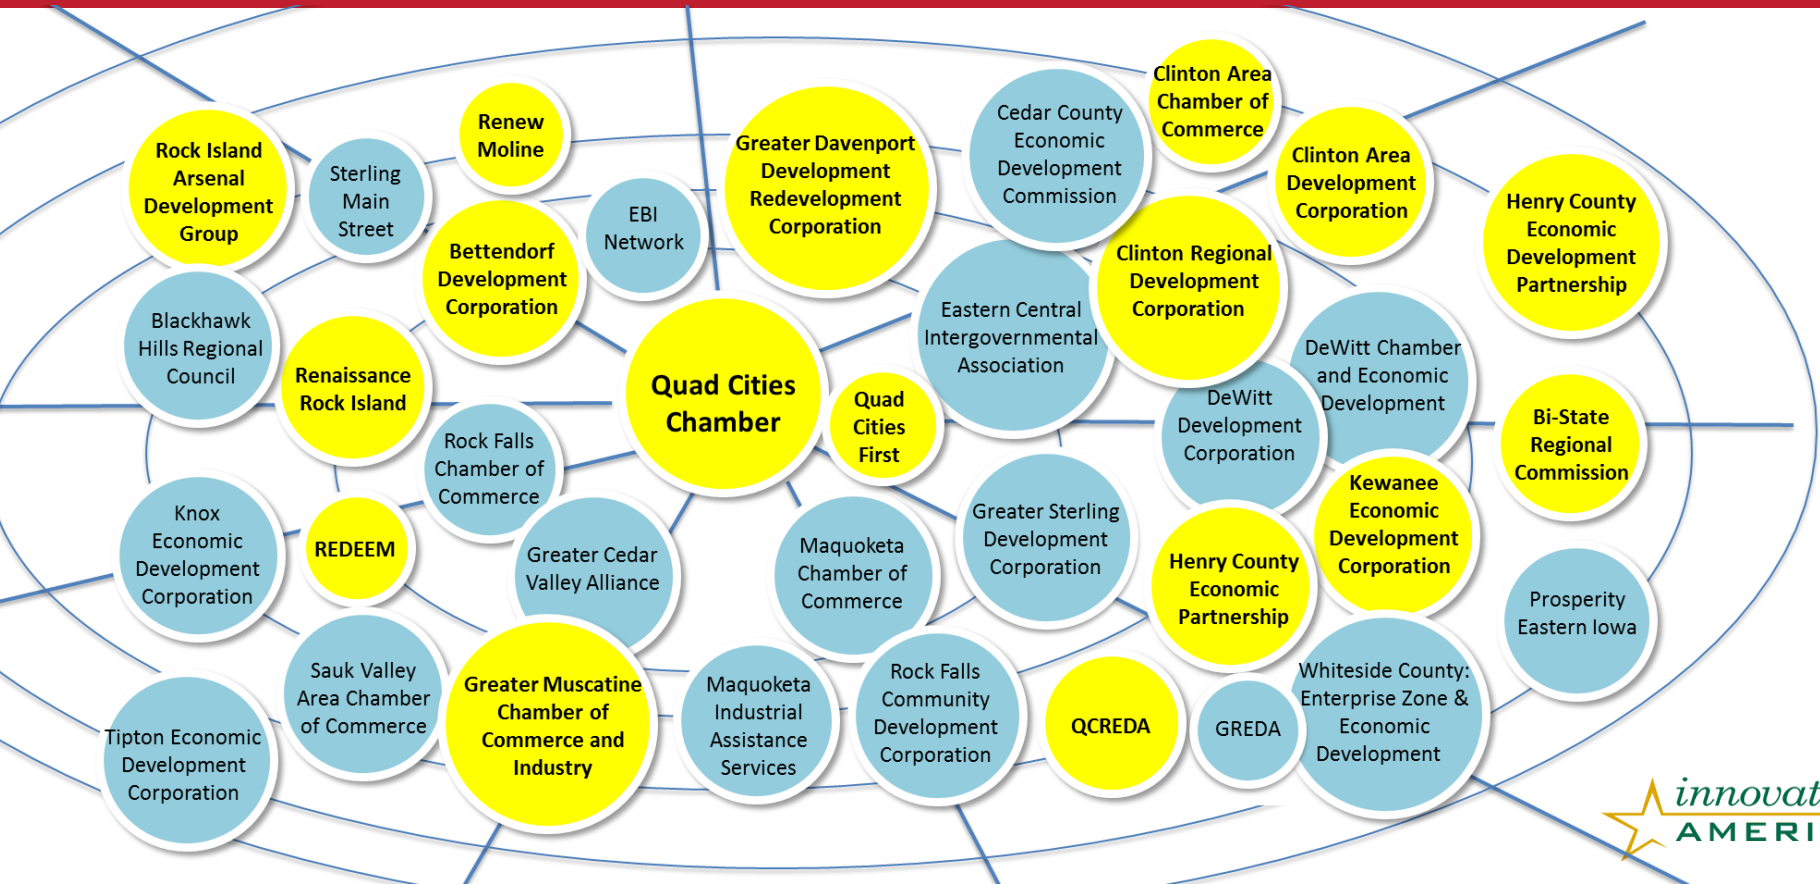 Rock Island
Arsenal
Development
Group
Sterling
Main
Street
Renew
Moline
Bettendorf
Development
Corporation
EBI
Network
Greater Davenport
Development
Redevelopment
Corporation
Cedar County
Economic
Development
Commission
Clinton Area
Chamber of
Commerce
Clinton Area
Development
Corporation
Henry County
Economic
Development
Partnership
Blackhawk
Hills Regional
Council
Renaissance
Rock Island
Quad Cities
Chamber
Quad
Cities
First
Eastern Central
Intergovernmental
Association
Clinton Regional
Development
Corporation
DeWitt Chamber
and Economic
Development
DeWitt
Development
Corporation
Bi-State
Regional
Commission
Rock Falls
Chamber of
Commerce
Knox
Economic
Development
Corporation
REDEEM
Greater Cedar
Valley Alliance
Maquoketa
Chamber of
Commerce
Greater Sterling
Development
Corporation
Henry County
Economic
Partnership
Kewanee
Economic
Development
Corporation
Prosperity
Eastern Iowa
Tipton Economic
Development
Corporation
Sauk Valley
Area Chamber
of Commerce
Greater Muscatine
Chamber of
Commerce and
Industry
Maquoketa
Industrial
Assistance
Services
Rock Falls
Community
Development
Corporation
QCREDA
GREDA
Whiteside County:
Enterprise Zone &
Economic
Development
innovat
AMERI